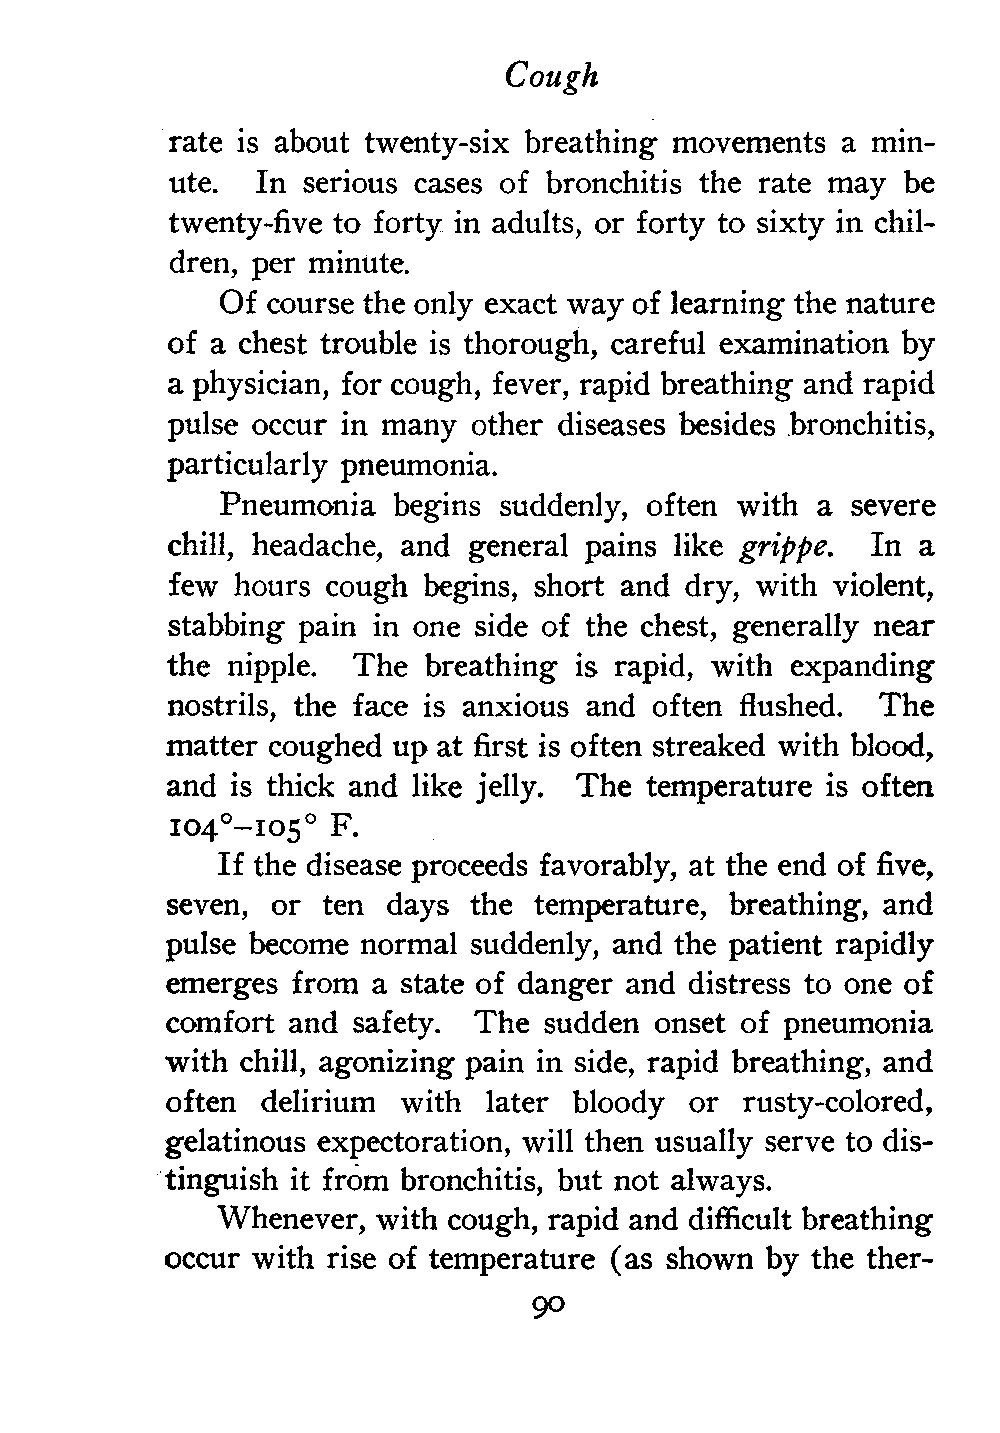 Cough
rate is about twenty-six breathing movements a min-
ute. In serious cases of bronchitis the rate may be
twenty-five to forty in adults, or forty to sixty in chil-
dren, per minute.
Of course the only exact way of learning the nature
of a chest trouble is thorough, careful examination by
a physician, for cough, fever, rapid breathing and rapid
pulse occur in many other diseases besides bronchitis,
particularly pneumonia.
Pneumonia begins suddenly, often with a severe
chill, headache, and general pains like grippe. In a
few hours cough begins, short and dry, with violent,
stabbing pain in one side of the chest, generally near
the nipple. The breathing is rapid, with expanding
nostrils, the face is anxious and often flushed. The
matter coughed up at first is often streaked with blood,
and is thick and like jelly. The temperature is often
104°–105° F.
If the disease proceeds favorably, at the end of five,
seven, or ten days the temperature, breathing, and
pulse become normal suddenly, and the patient rapidly
emerges from a state of danger and distress to one of
comfort and safety. The sudden onset of pneumonia
with chill, agonizing pain in side, rapid breathing, and
often delirium with later bloody or rusty-colored,
gelatinous expectoration, will then usually serve to dis-
tinguish it from bronchitis, but not always.
Whenever, with cough, rapid and difficult breathing
occur with rise of temperature (as shown by the ther-
90